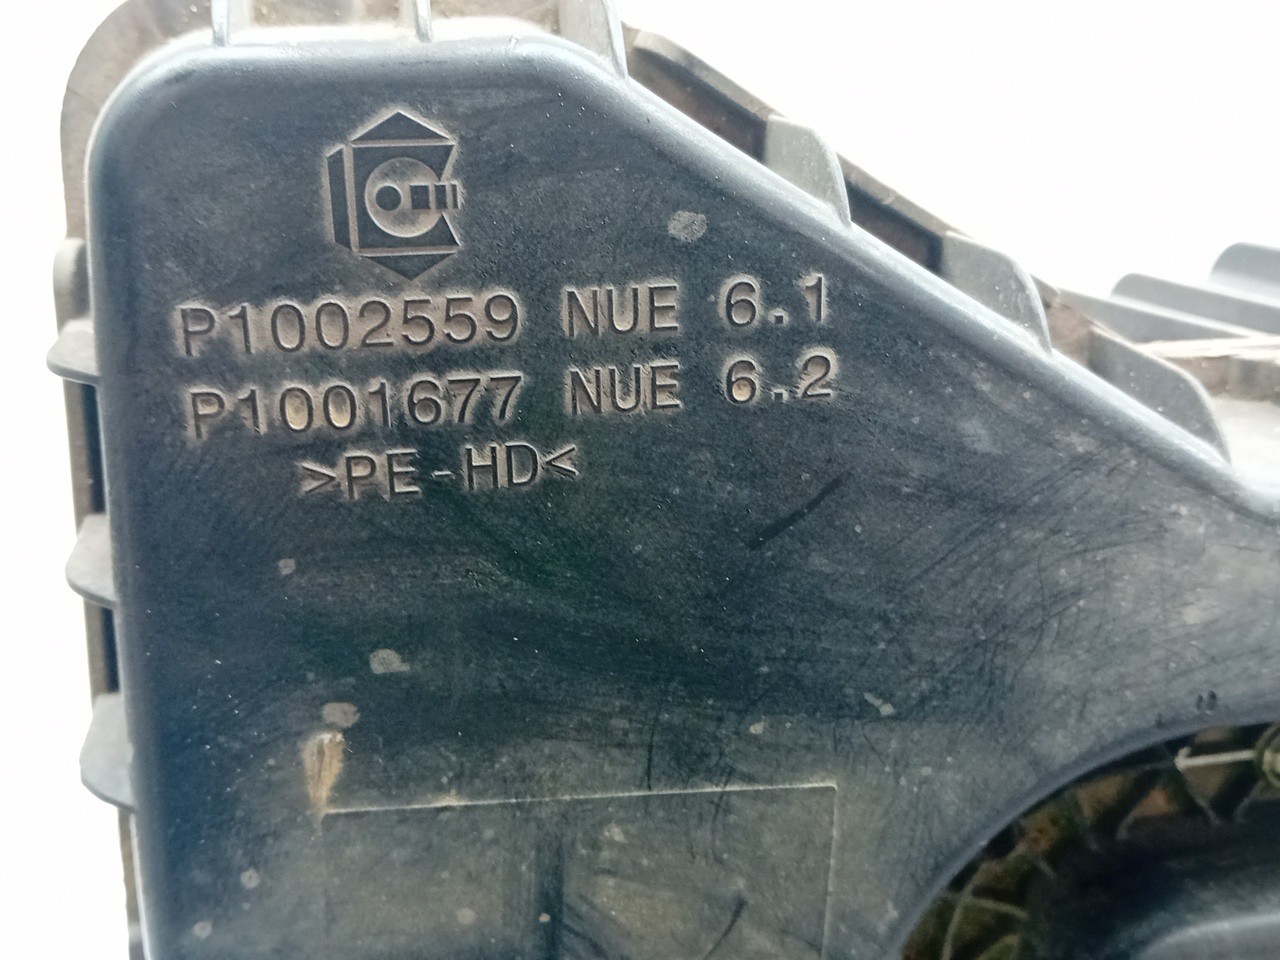 P1002559 NUE 6.1
P1001677 NUE 6.2
>PE-HD<